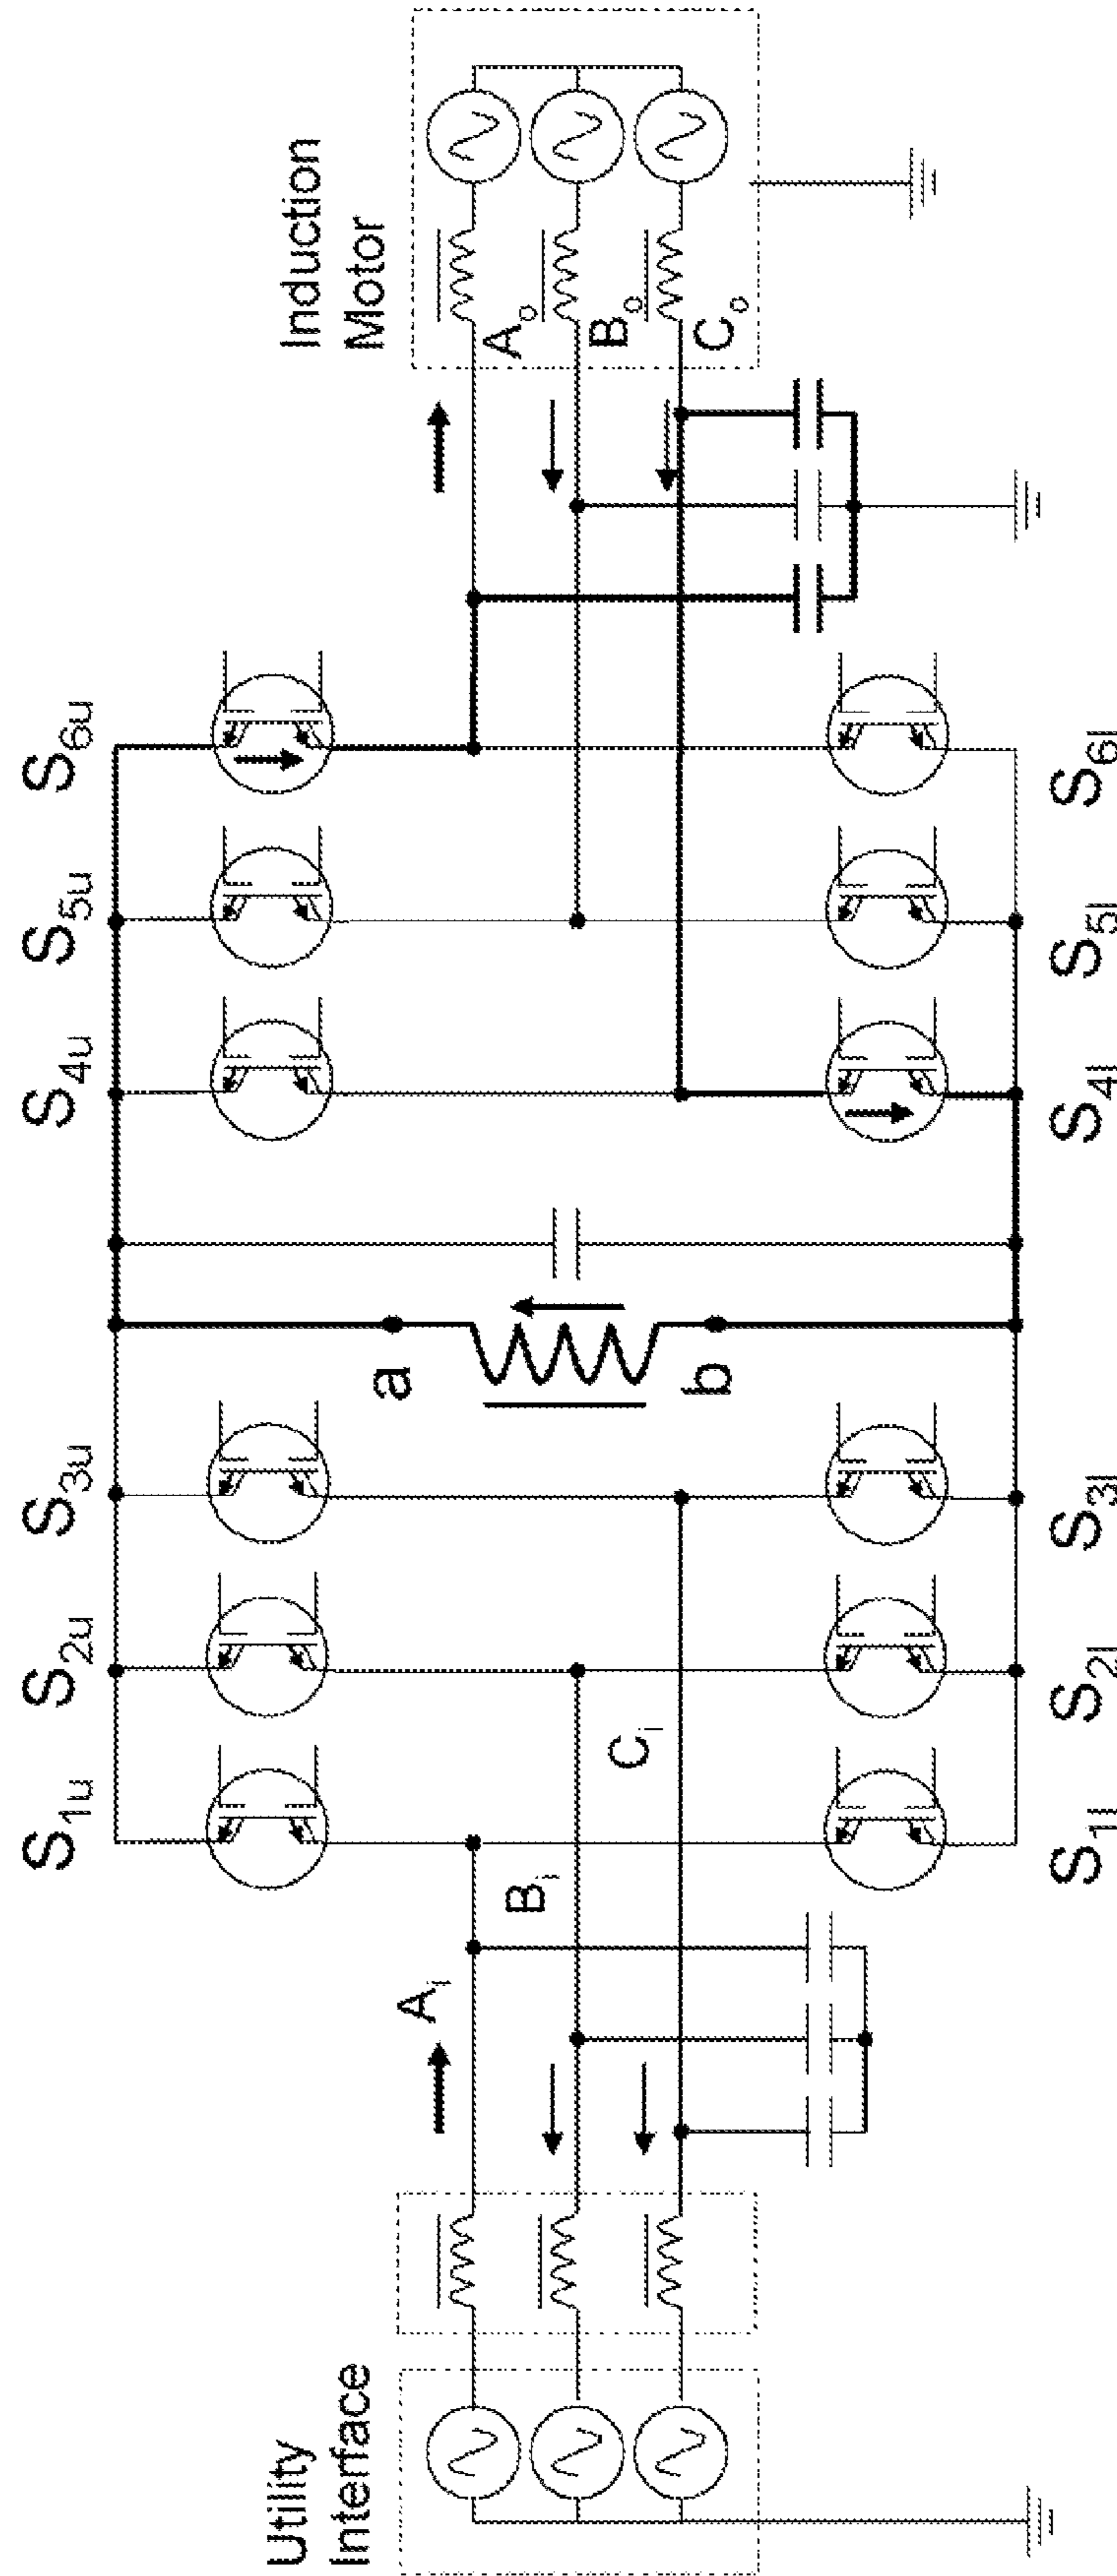 Utility
Interface
Induction
Motor
S1u
S2u
S3u
S4u
S5u
S6u
Ai
Bi
Ci
a
b
Ao
Bo
Co
S1l
S2l
S3l
S4l
S5l
S6l